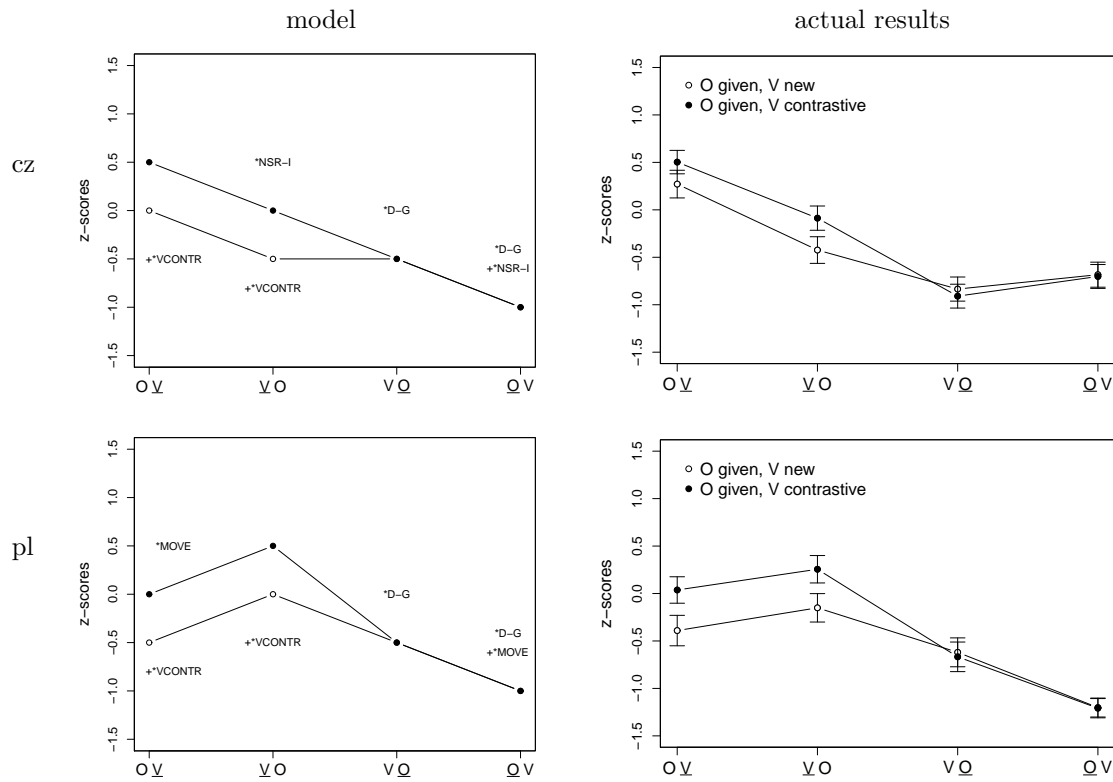 model
actual results
cz
z−scores
1.5
1.0
0.5
0.0
−0.5
−1.0
−1.5
*NSR−I
*D−G
*D−G
+*NSR−I
+*VCONTR
+*VCONTR
O V
V O
V O
O V
z−scores
1.5
1.0
0.5
0.0
−0.5
−1.0
−1.5
O given, V new
O given, V contrastive
O V
V O
V O
O V
pl
z−scores
1.5
1.0
0.5
0.0
−0.5
−1.0
−1.5
*MOVE
*D−G
*D−G
+*MOVE
+*VCONTR
+*VCONTR
O V
V O
V O
O V
z−scores
1.5
1.0
0.5
0.0
−0.5
−1.0
−1.5
O given, V new
O given, V contrastive
O V
V O
V O
O V